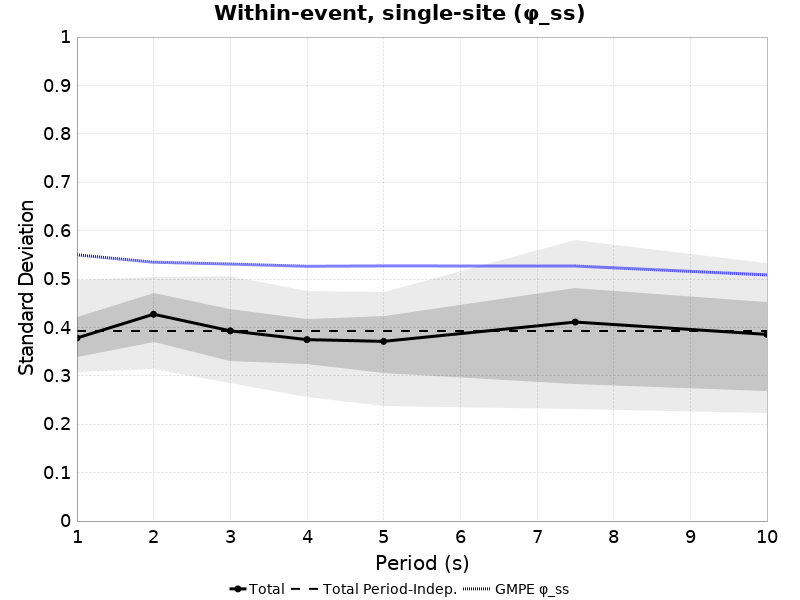 Within-event, single-site (φ_ss)
1
0.9
0.8
0.7
0.6
0.5
0.4
0.3
0.2
0.1
0
Standard Deviation
1 2 3 4 5 6 7 8 9 10
Period (s)
Total Total Period-Indep. GMPE φ_ss